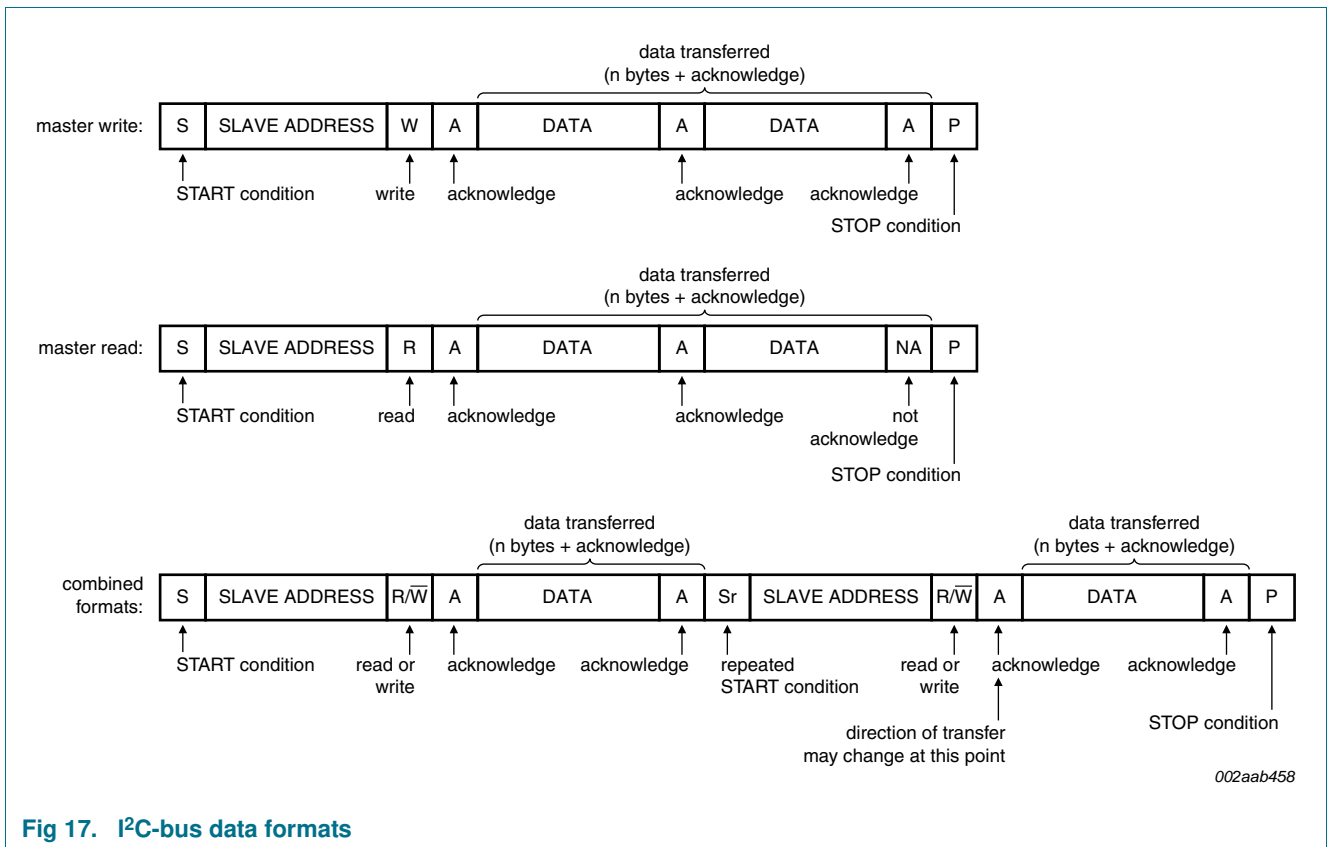 data transferred
(n bytes + acknowledge)
master write: S SLAVE ADDRESS W A DATA A DATA A P
START condition write acknowledge acknowledge acknowledge
STOP condition
data transferred
(n bytes + acknowledge)
master read: S SLAVE ADDRESS R A DATA A DATA NA P
START condition read acknowledge acknowledge not
acknowledge
STOP condition
data transferred
(n bytes + acknowledge)
data transferred
(n bytes + acknowledge)
combined
formats:
S SLAVE ADDRESS R/W̅ A DATA A Sr SLAVE ADDRESS R/W̅ A DATA A P
START condition read or
write
acknowledge acknowledge repeated
START condition
read or
write
acknowledge acknowledge
direction of transfer
may change at this point
STOP condition
002aab458
Fig 17. I²C-bus data formats